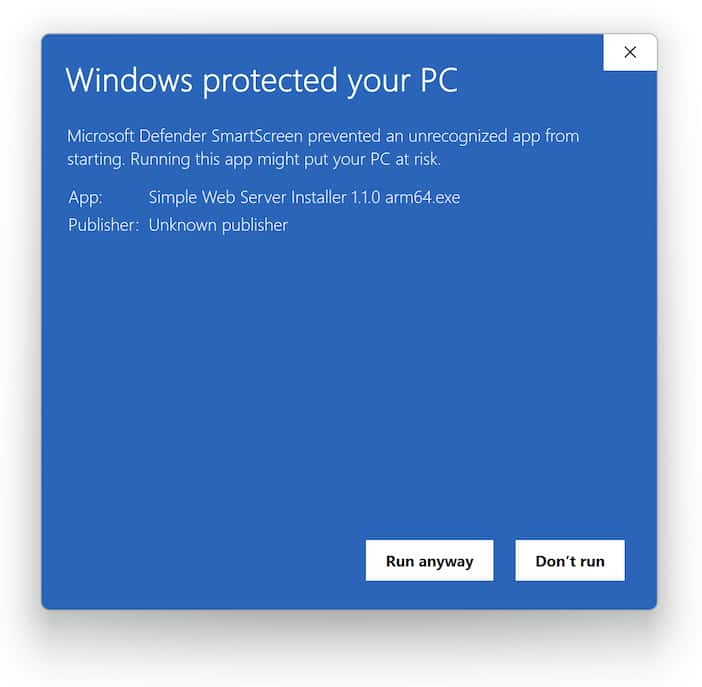 Windows protected your PC
Microsoft Defender SmartScreen prevented an unrecognized app from
starting. Running this app might put your PC at risk.
App: Simple Web Server Installer 1.1.0 arm64.exe
Publisher: Unknown publisher
Run anyway Don’t run